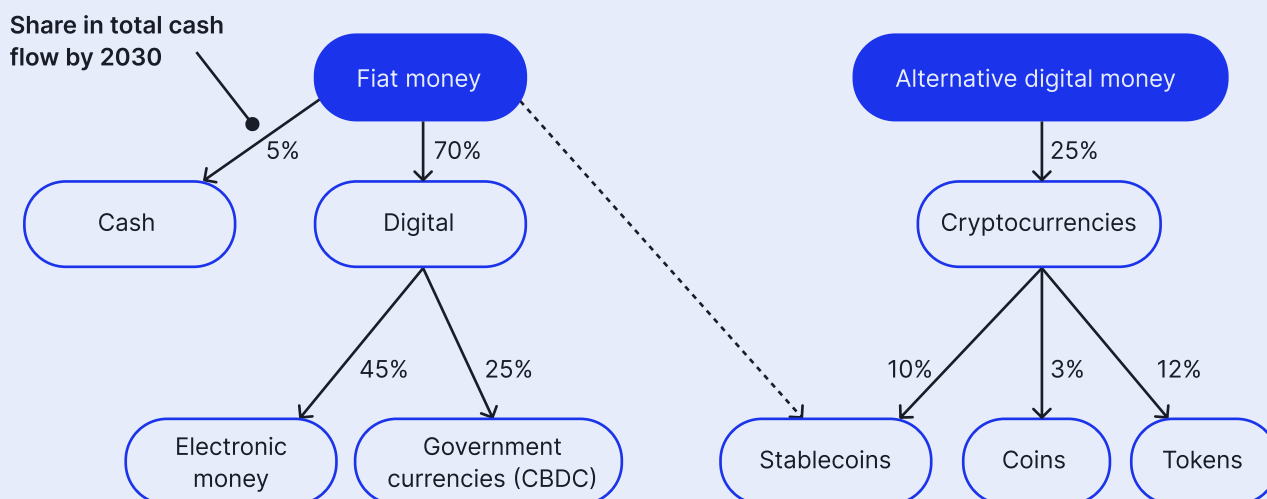 Share in total cash
flow by 2030
Fiat money
Alternative digital money
5%
70%
25%
Cash
Digital
Cryptocurrencies
45%
25%
10%
3%
12%
Electronic
money
Government
currencies (CBDC)
Stablecoins
Coins
Tokens